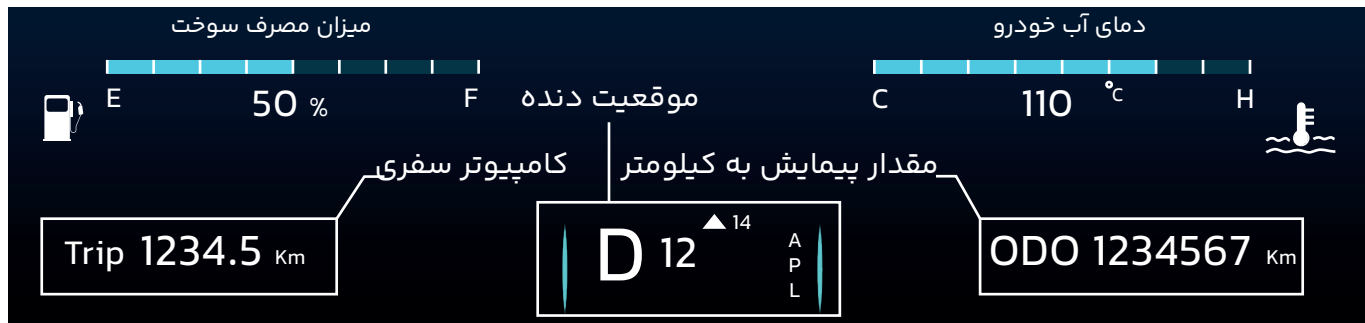 میزان مصرف سوخت
دمای آب خودرو
E 50 % F
C 110 °C H
موقعیت دنده
کامپیوتر سفری
مقدار پیمایش به کیلومتر
Trip 1234.5 Km
D 12 ▲ 14
A
P
L
ODO 1234567 Km